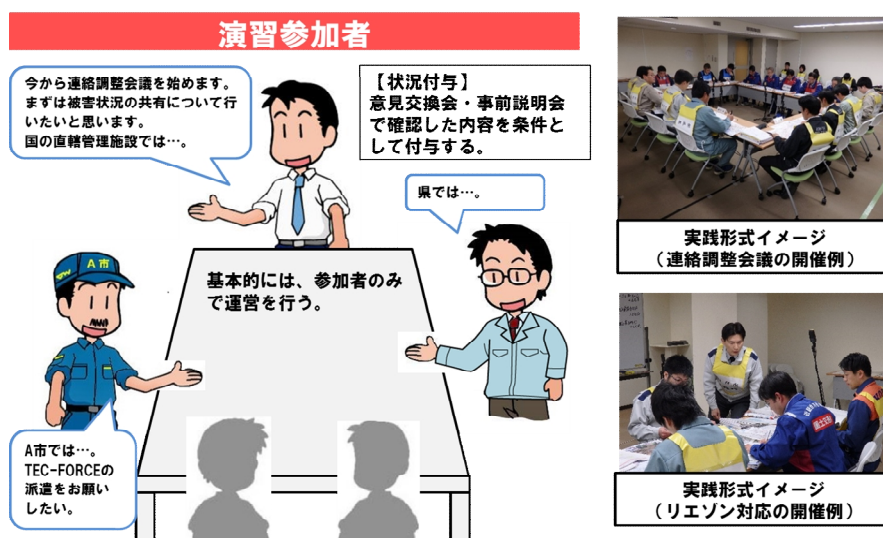 演習参加者
今から連絡調整会議を始めます。
まずは被害状況の共有について行
いたいと思います。
国の直轄管理施設では…。
【状況付与】
意見交換会・事前説明会
で確認した内容を条件と
して付与する。
県では…。
A市
基本的には、参加者のみ
で運営を行う。
A市では…。
TEC-FORCEの
派遣をお願い
したい。
実践形式イメージ
（連絡調整会議の開催例）
実践形式イメージ
（リエゾン対応の開催例）